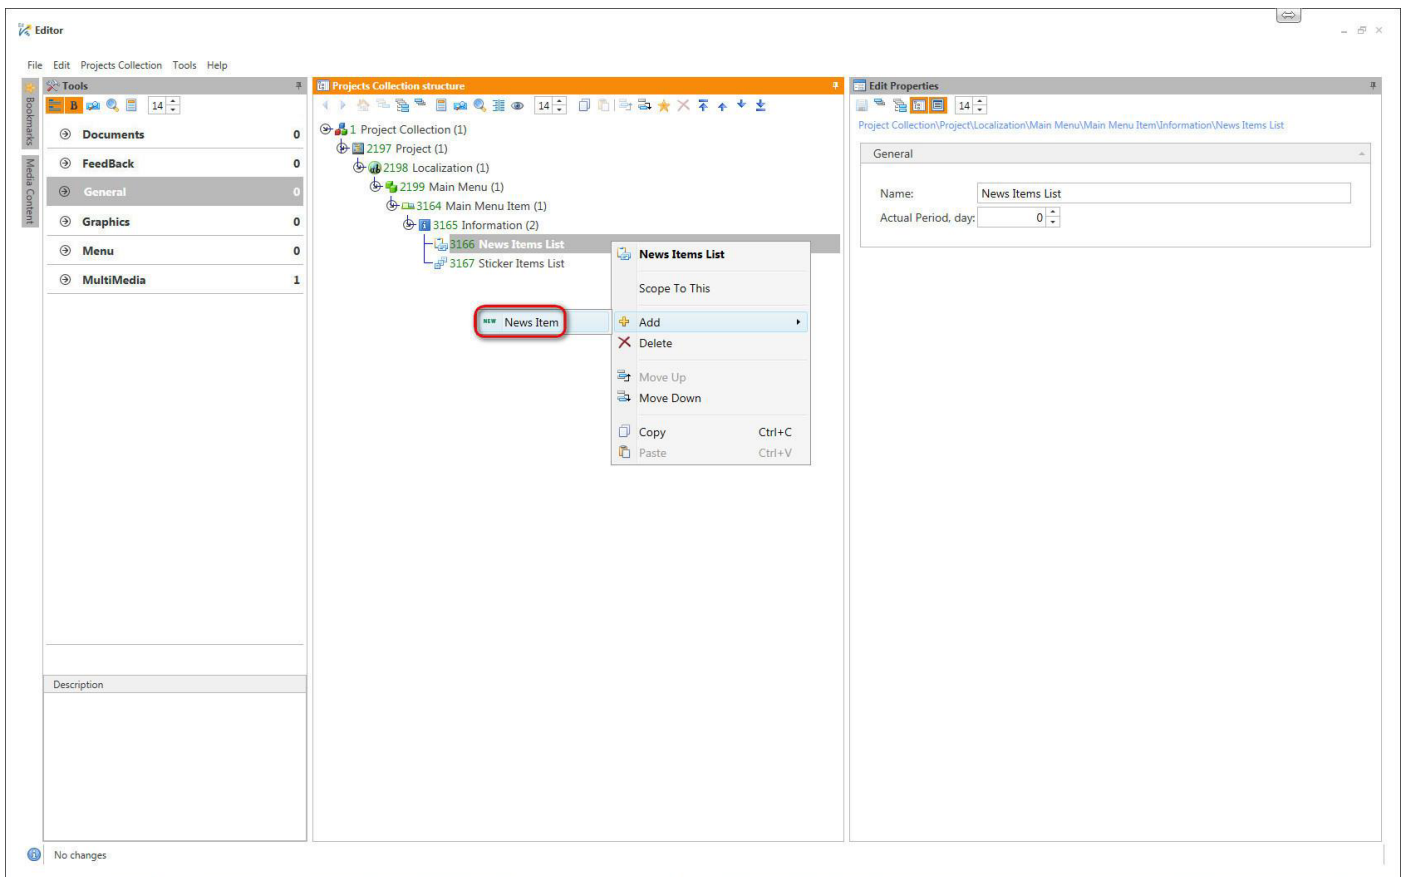 Editor
File Edit Projects Collection Tools Help
Bookmarks
Media Content
Tools
B 14
Documents 0
FeedBack 0
General 0
Graphics 0
Menu 0
MultiMedia 1
Description
Projects Collection structure
14
1 Project Collection (1)
2197 Project (1)
2198 Localization (1)
2199 Main Menu (1)
3164 Main Menu Item (1)
3165 Information (2)
3166 News Items List
3167 Sticker Items List
News Items List
Scope To This
NEW News Item
Add
Delete
Move Up
Move Down
Copy Ctrl+C
Paste Ctrl+V
Edit Properties
14
Project Collection\Project\Localization\Main Menu\Main Menu Item\Information\News Items List
General
Name: News Items List
Actual Period, day: 0
No changes